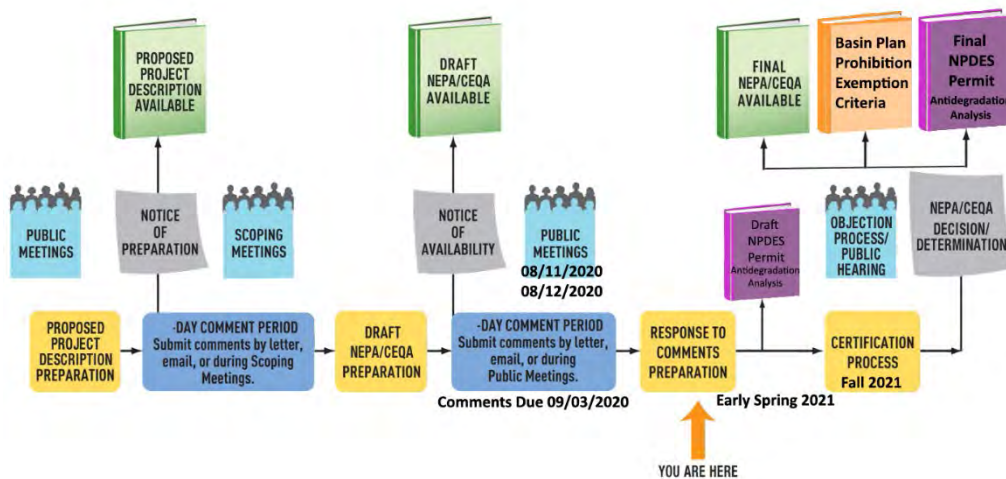 PROPOSED
PROJECT
DESCRIPTION
AVAILABLE
DRAFT
NEPA/CEQA
AVAILABLE
FINAL
NEPA/CEQA
AVAILABLE
Basin Plan
Prohibition
Exemption
Criteria
Final
NPDES
Permit
Antidegradation
Analysis
PUBLIC
MEETINGS
NOTICE
OF
PREPARATION
SCOPING
MEETINGS
NOTICE
OF
AVAILABILITY
PUBLIC
MEETINGS
08/11/2020
08/12/2020
Draft
NPDES
Permit
Antidegradation
Analysis
OBJECTION
PROCESS/
PUBLIC
HEARING
NEPA/CEQA
DECISION/
DETERMINATION
PROPOSED
PROJECT
DESCRIPTION
PREPARATION
-DAY COMMENT PERIOD
Submit comments by letter,
email, or during Scoping
Meetings.
DRAFT
NEPA/CEQA
PREPARATION
-DAY COMMENT PERIOD
Submit comments by letter,
email, or during
Public Meetings.
Comments Due 09/03/2020
RESPONSE TO
COMMENTS
PREPARATION
Early Spring 2021
CERTIFICATION
PROCESS
Fall 2021
YOU ARE HERE